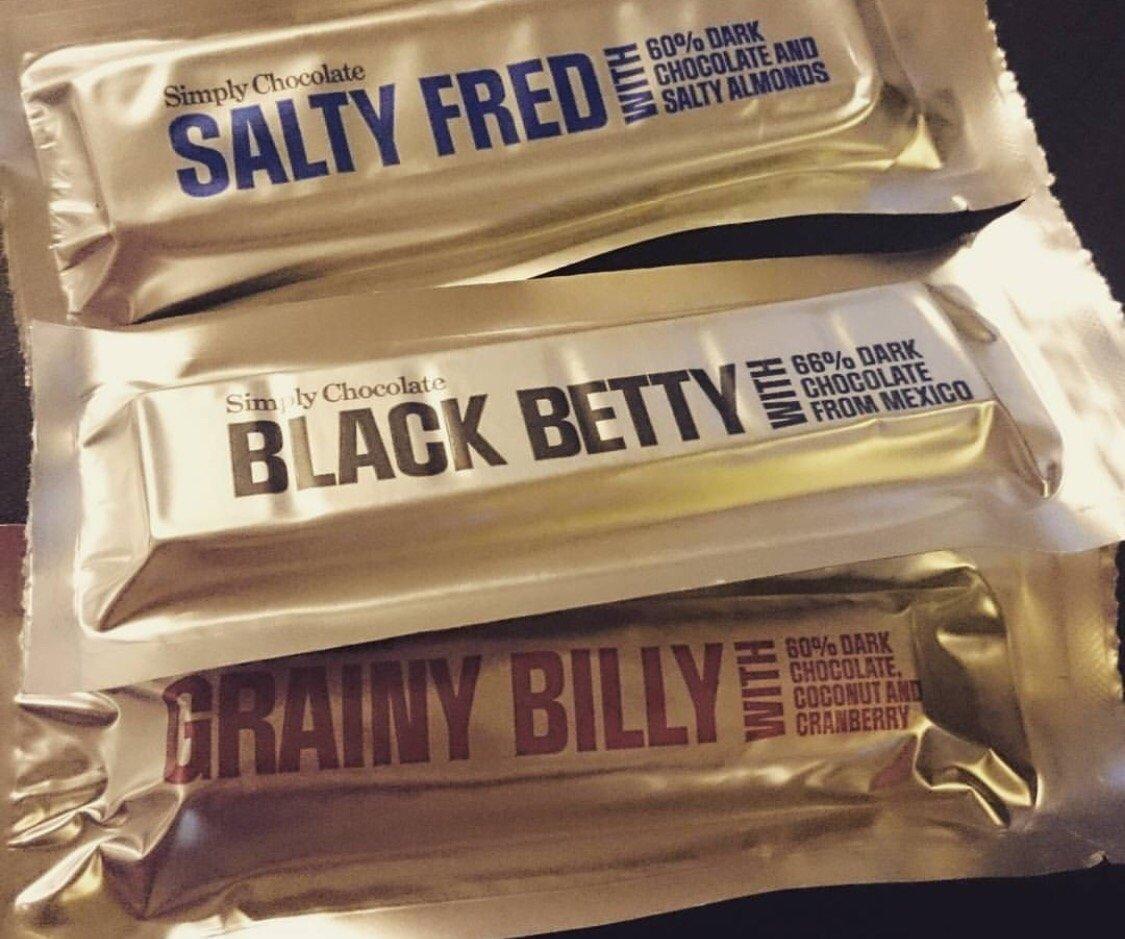 Simply Chocolate
SALTY FRED
WITH
60% DARK
CHOCOLATE AND
SALTY ALMONDS
Simply Chocolate
BLACK BETTY
WITH
66% DARK
CHOCOLATE
FROM MEXICO
GRAINY BILLY
WITH
60% DARK
CHOCOLATE,
COCONUT AND
CRANBERRY